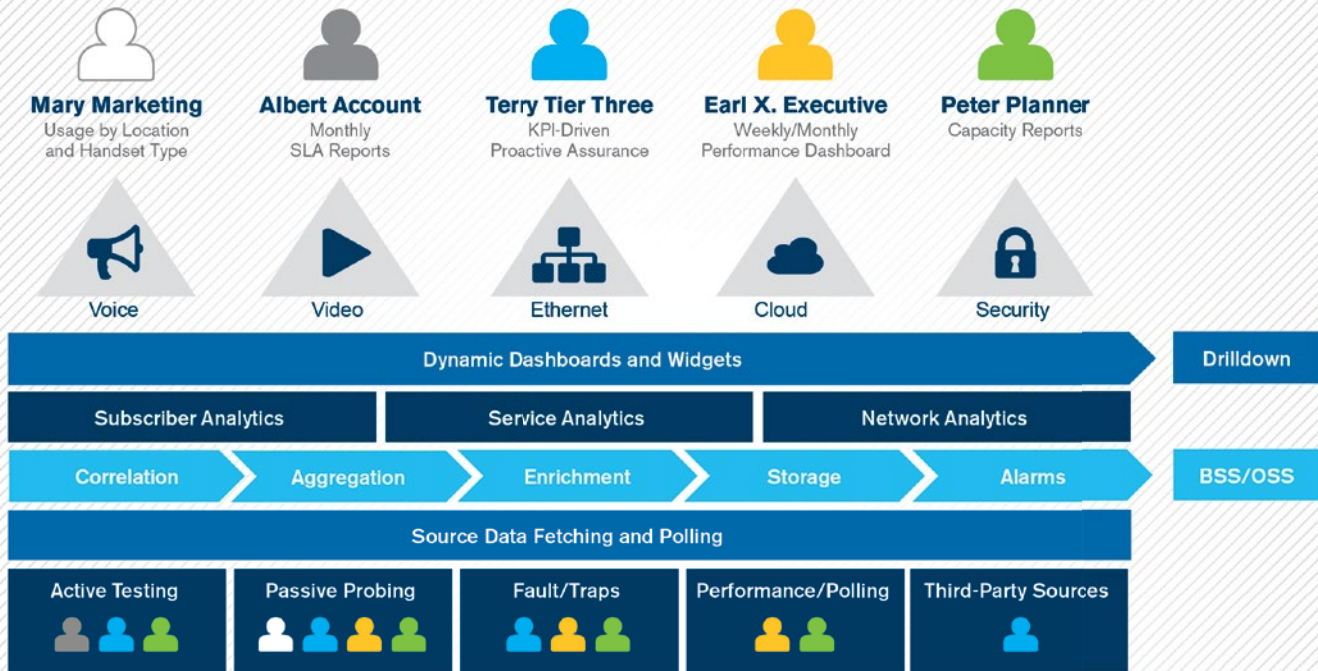 Mary Marketing
Usage by Location
and Handset Type
Albert Account
Monthly
SLA Reports
Terry Tier Three
KPI-Driven
Proactive Assurance
Earl X. Executive
Weekly/Monthly
Performance Dashboard
Peter Planner
Capacity Reports
Voice
Video
Ethernet
Cloud
Security
Dynamic Dashboards and Widgets
Drilldown
Subscriber Analytics
Service Analytics
Network Analytics
Correlation
Aggregation
Enrichment
Storage
Alarms
BSS/OSS
Source Data Fetching and Polling
Active Testing
Passive Probing
Fault/Traps
Performance/Polling
Third-Party Sources